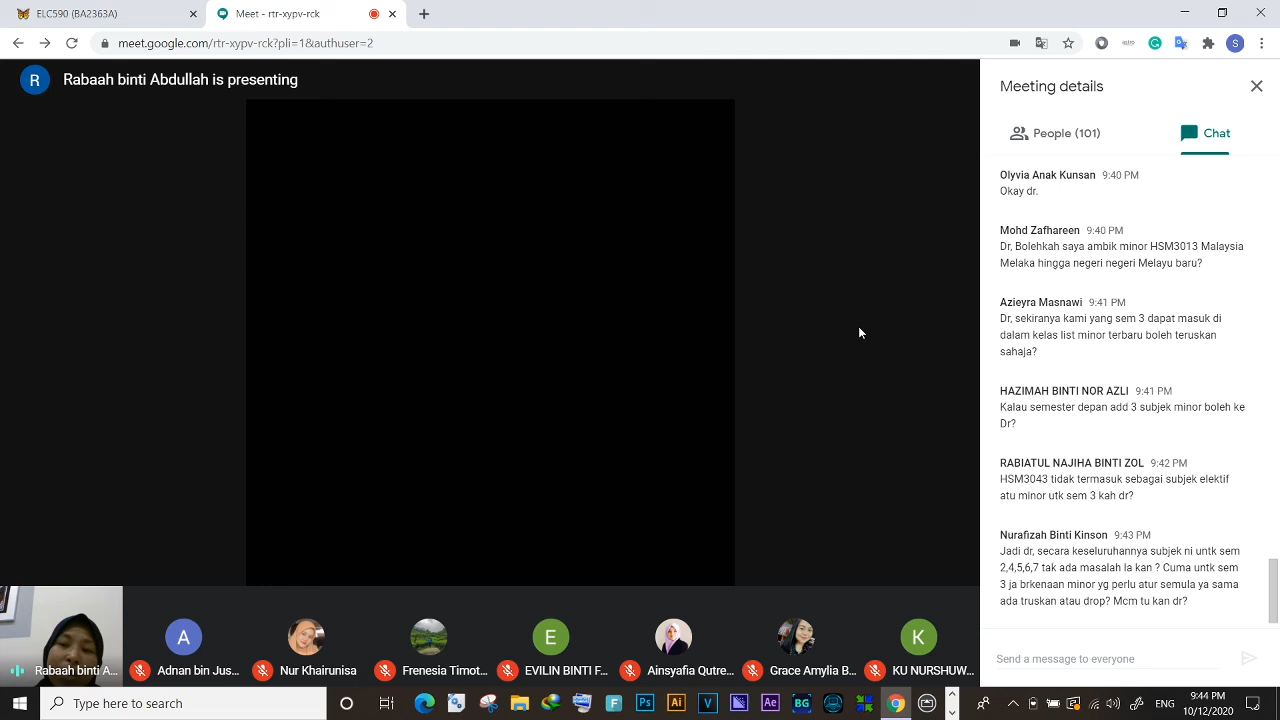 ELC590 (BA2363A)
Meet - rtr-xypv-rck
meet.google.com/rtr-xypv-rck?pli=1&authuser=2
S
R
Rabaah binti Abdullah is presenting
Meeting details
People (101)
Chat
Olyvia Anak Kunsan 9:40 PM
Okay dr.
Mohd Zafhareen 9:40 PM
Dr, Bolehkah saya ambik minor HSM3013 Malaysia
Melaka hingga negeri negeri Melayu baru?
Azieyra Masnawi 9:41 PM
Dr, sekiranya kami yang sem 3 dapat masuk di
dalam kelas list minor terbaru boleh teruskan
sahaja?
HAZIMAH BINTI NOR AZLI 9:41 PM
Kalau semester depan add 3 subjek minor boleh ke
Dr?
RABIATUL NAJIHA BINTI ZOL 9:42 PM
HSM3043 tidak termasuk sebagai subjek elektif
atu minor utk sem 3 kah dr?
Nurafizah Binti Kinson 9:43 PM
Jadi dr, secara keseluruhannya subjek ni untk sem
2,4,5,6,7 tak ada masalah la kan ? Cuma untk sem
3 ja brkenaan minor yg perlu atur semula ya sama
ada truskan atau drop? Mcm tu kan dr?
Send a message to everyone
A
E
K
Rabaah binti A...
Adnan bin Jus...
Nur Khairunisa
Frenesia Timot...
EVILIN BINTI F...
Ainsyafia Qutre...
Grace Amylia B...
KU NURSHUW...
Type here to search
F
Ps
Ai
V
Ae
BG
ENG
9:44 PM
10/12/2020